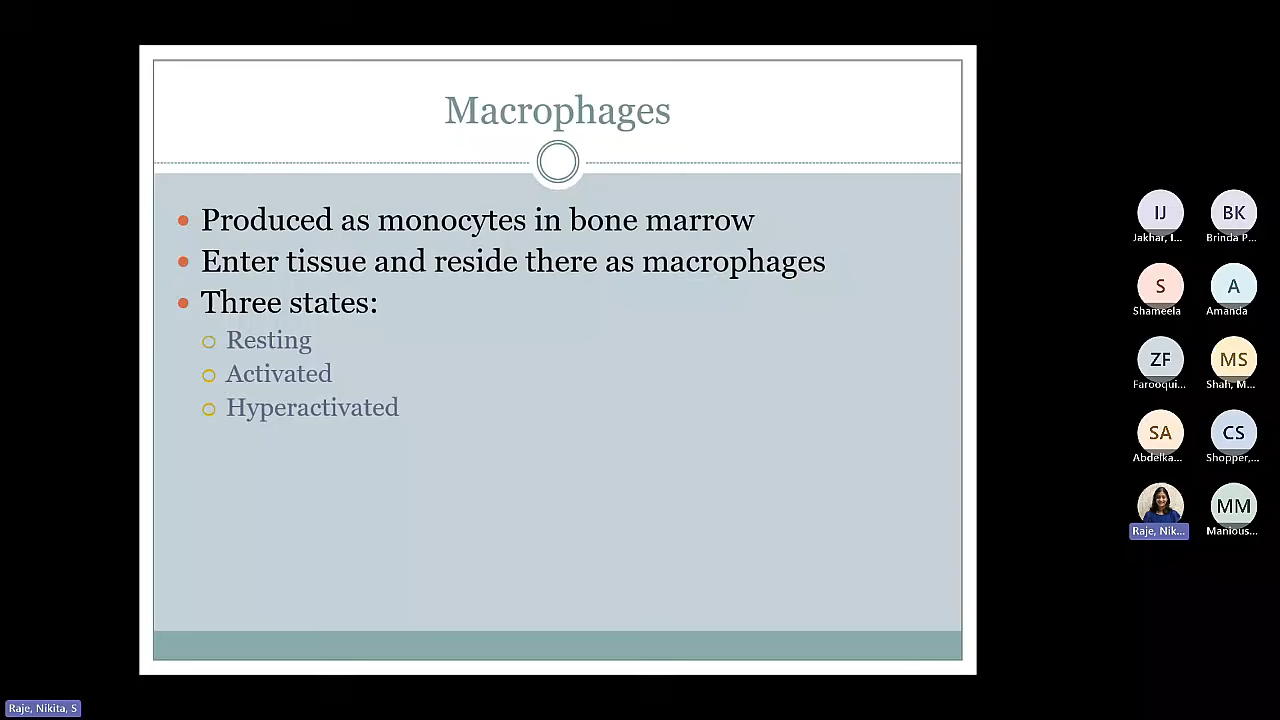 Macrophages
Produced as monocytes in bone marrow
Enter tissue and reside there as macrophages
Three states:
Resting
Activated
Hyperactivated
IJ
BK
Jakhar, I...
Brinda P...
S
A
Shameela
Amanda
ZF
MS
Farooqui...
Shah, M...
SA
CS
Abdelka...
Shopper,...
MM
Raje, Nik...
Manious...
Raje, Nikita, S